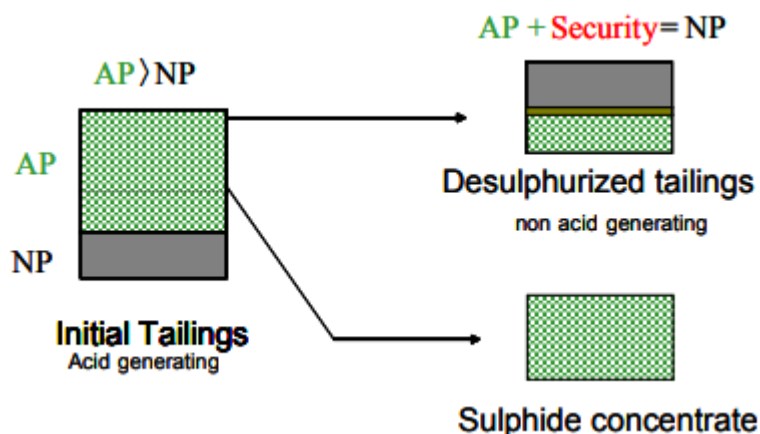 AP + Security = NP
AP〉NP
AP
NP
Initial Tailings
Acid generating
Desulphurized tailings
non acid generating
Sulphide concentrate